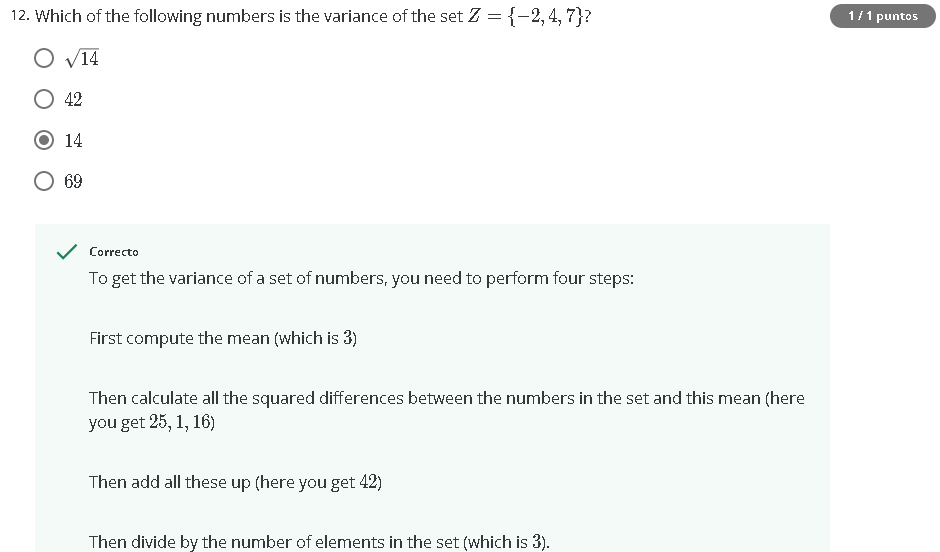 12. Which of the following numbers is the variance of the set Z = {−2, 4, 7}?
1 / 1 puntos
√14
42
14
69
Correcto
To get the variance of a set of numbers, you need to perform four steps:
First compute the mean (which is 3)
Then calculate all the squared differences between the numbers in the set and this mean (here
you get 25, 1, 16)
Then add all these up (here you get 42)
Then divide by the number of elements in the set (which is 3).